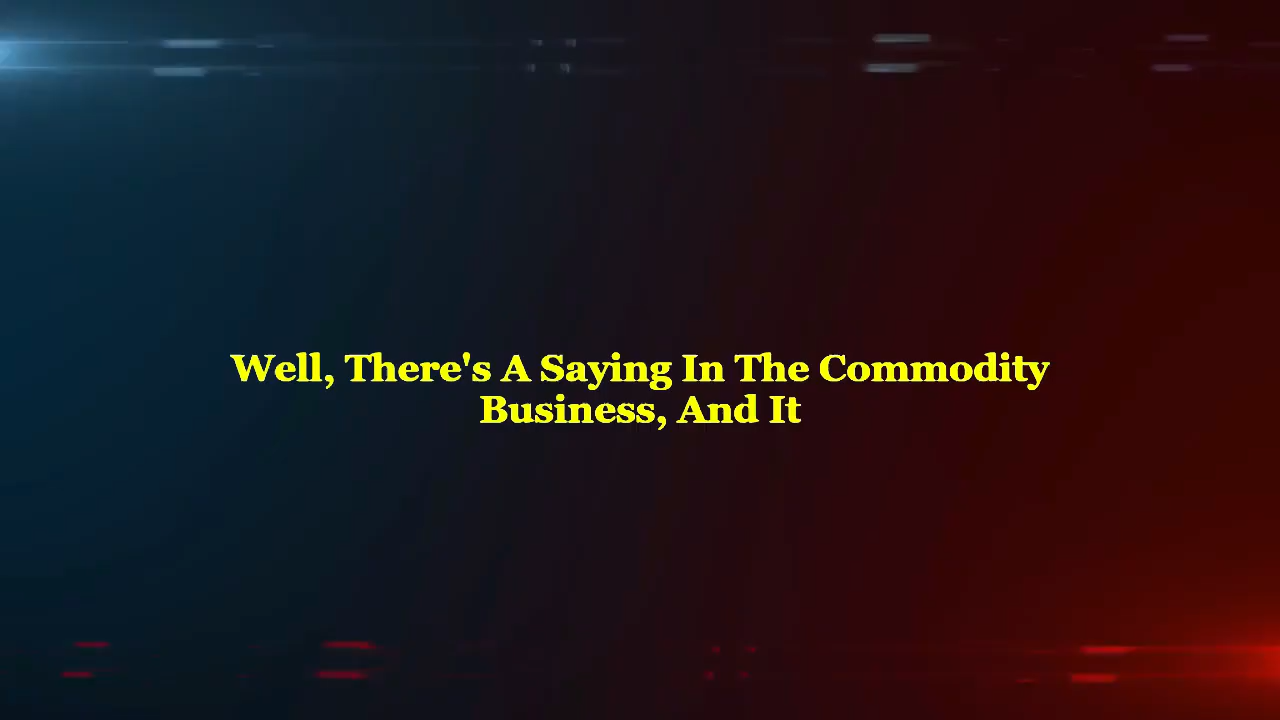 Well, There's A Saying In The Commodity
Business, And It